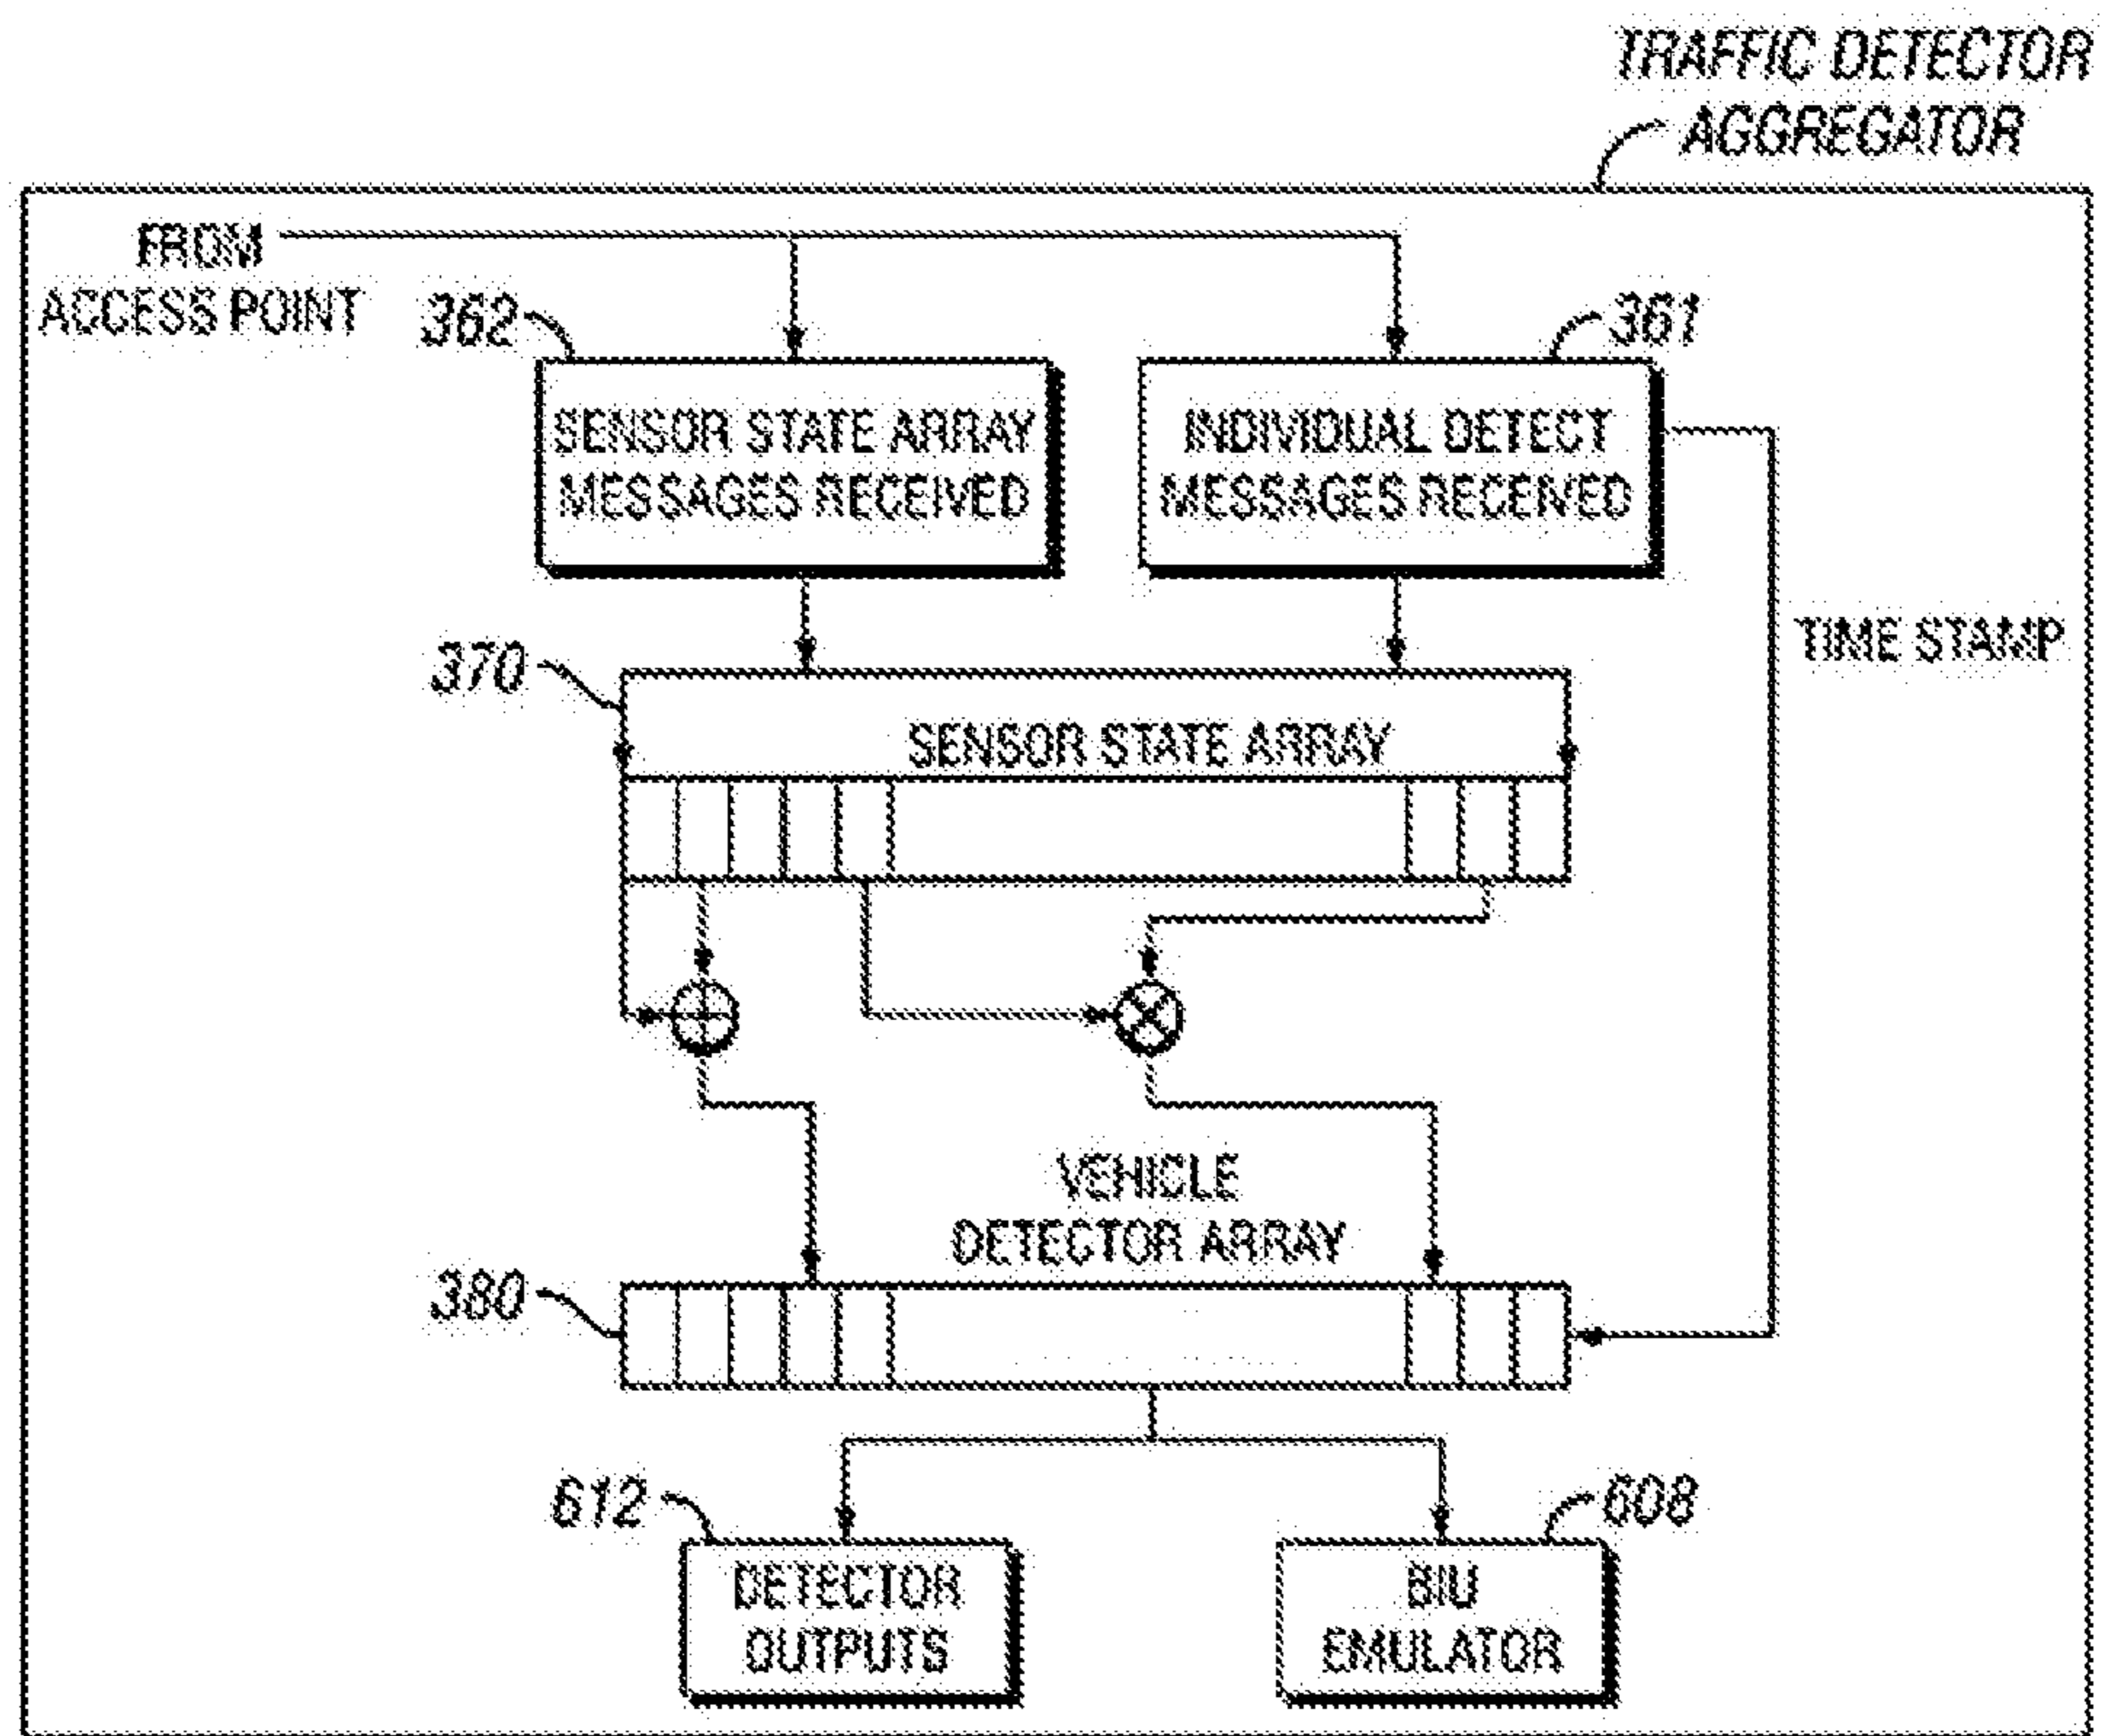 TRAFFIC DETECTOR
AGGREGATOR
FROM
ACCESS POINT
362
361
SENSOR STATE ARRAY
MESSAGES RECEIVED
INDIVIDUAL DETECT
MESSAGES RECEIVED
TIME STAMP
370
SENSOR STATE ARRAY
VEHICLE
DETECTOR ARRAY
380
612
608
DETECTOR
OUTPUTS
BIU
EMULATOR